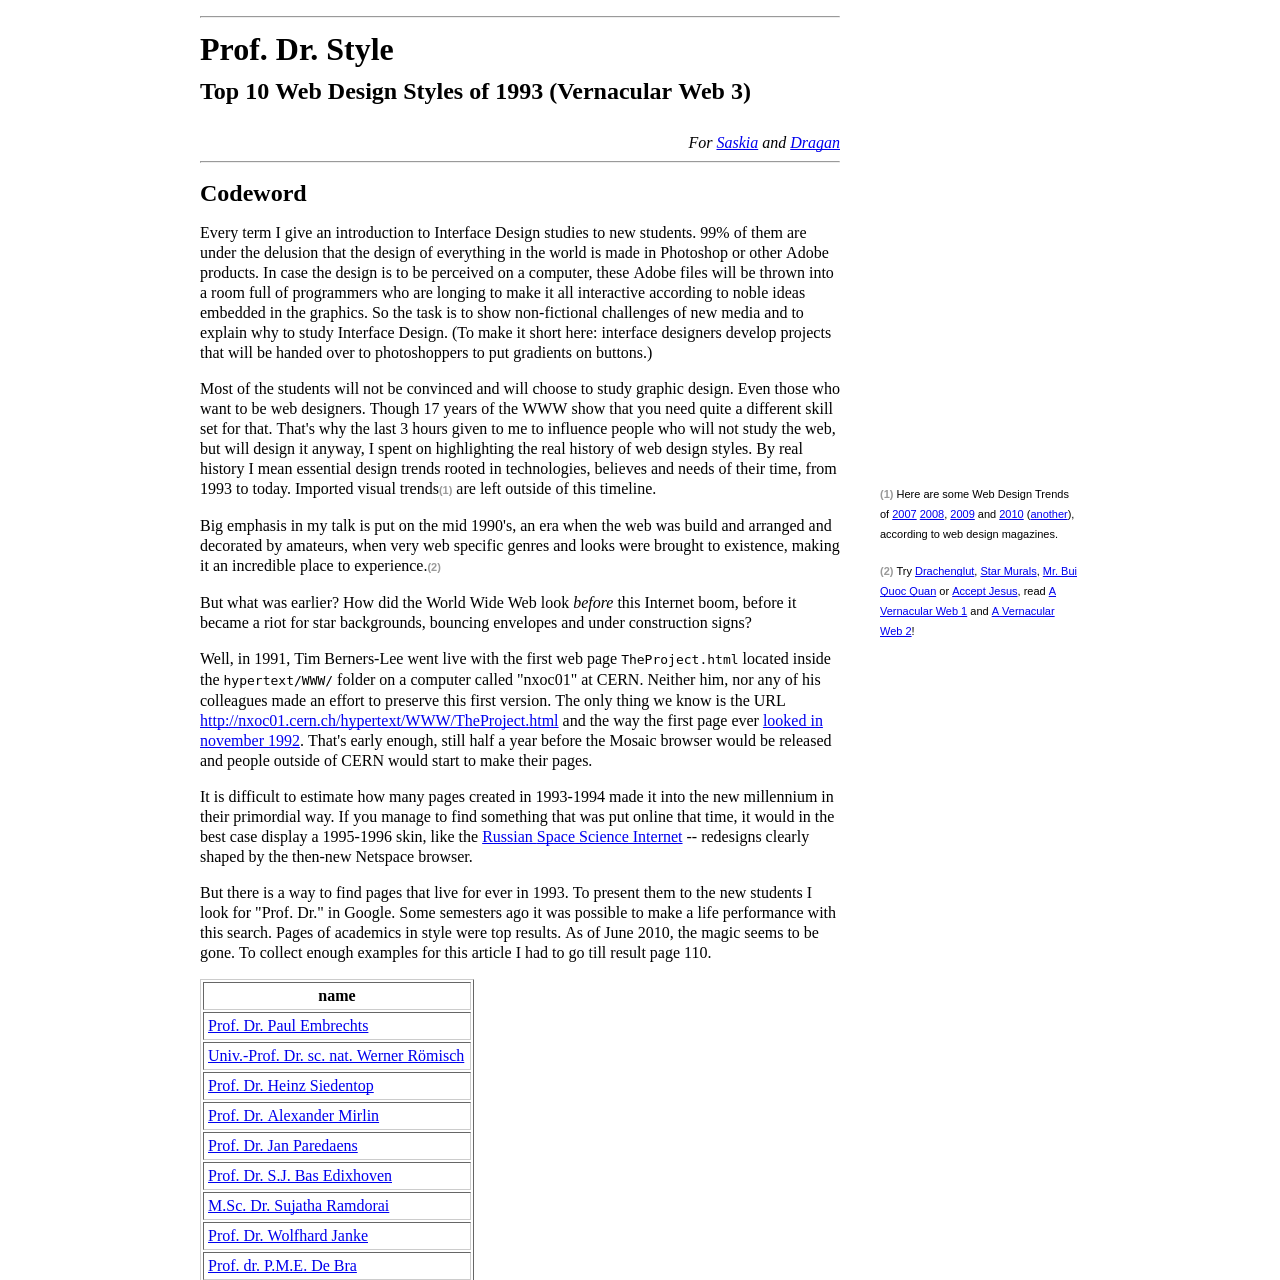 Prof. Dr. Style
Top 10 Web Design Styles of 1993 (Vernacular Web 3)
For Saskia and Dragan
Codeword
Every term I give an introduction to Interface Design studies to new students. 99% of them are
under the delusion that the design of everything in the world is made in Photoshop or other Adobe
products. In case the design is to be perceived on a computer, these Adobe files will be thrown into
a room full of programmers who are longing to make it all interactive according to noble ideas
embedded in the graphics. So the task is to show non-fictional challenges of new media and to
explain why to study Interface Design. (To make it short here: interface designers develop projects
that will be handed over to photoshoppers to put gradients on buttons.)
Most of the students will not be convinced and will choose to study graphic design. Even those who
want to be web designers. Though 17 years of the WWW show that you need quite a different skill
set for that. That's why the last 3 hours given to me to influence people who will not study the web,
but will design it anyway, I spent on highlighting the real history of web design styles. By real
history I mean essential design trends rooted in technologies, believes and needs of their time, from
1993 to today. Imported visual trends(1) are left outside of this timeline.
(1) Here are some Web Design Trends
of 2007 2008, 2009 and 2010 (another),
according to web design magazines.
Big emphasis in my talk is put on the mid 1990's, an era when the web was build and arranged and
decorated by amateurs, when very web specific genres and looks were brought to existence, making
it an incredible place to experience.(2)
(2) Try Drachenglut, Star Murals, Mr. Bui
Quoc Quan or Accept Jesus, read A
Vernacular Web 1 and A Vernacular
Web 2!
But what was earlier? How did the World Wide Web look before this Internet boom, before it
became a riot for star backgrounds, bouncing envelopes and under construction signs?
Well, in 1991, Tim Berners-Lee went live with the first web page TheProject.html located inside
the hypertext/WWW/ folder on a computer called "nxoc01" at CERN. Neither him, nor any of his
colleagues made an effort to preserve this first version. The only thing we know is the URL
http://nxoc01.cern.ch/hypertext/WWW/TheProject.html and the way the first page ever looked in
november 1992. That's early enough, still half a year before the Mosaic browser would be released
and people outside of CERN would start to make their pages.
It is difficult to estimate how many pages created in 1993-1994 made it into the new millennium in
their primordial way. If you manage to find something that was put online that time, it would in the
best case display a 1995-1996 skin, like the Russian Space Science Internet -- redesigns clearly
shaped by the then-new Netspace browser.
But there is a way to find pages that live for ever in 1993. To present them to the new students I
look for "Prof. Dr." in Google. Some semesters ago it was possible to make a life performance with
this search. Pages of academics in style were top results. As of June 2010, the magic seems to be
gone. To collect enough examples for this article I had to go till result page 110.
name
Prof. Dr. Paul Embrechts
Univ.-Prof. Dr. sc. nat. Werner Römisch
Prof. Dr. Heinz Siedentop
Prof. Dr. Alexander Mirlin
Prof. Dr. Jan Paredaens
Prof. Dr. S.J. Bas Edixhoven
M.Sc. Dr. Sujatha Ramdorai
Prof. Dr. Wolfhard Janke
Prof. dr. P.M.E. De Bra